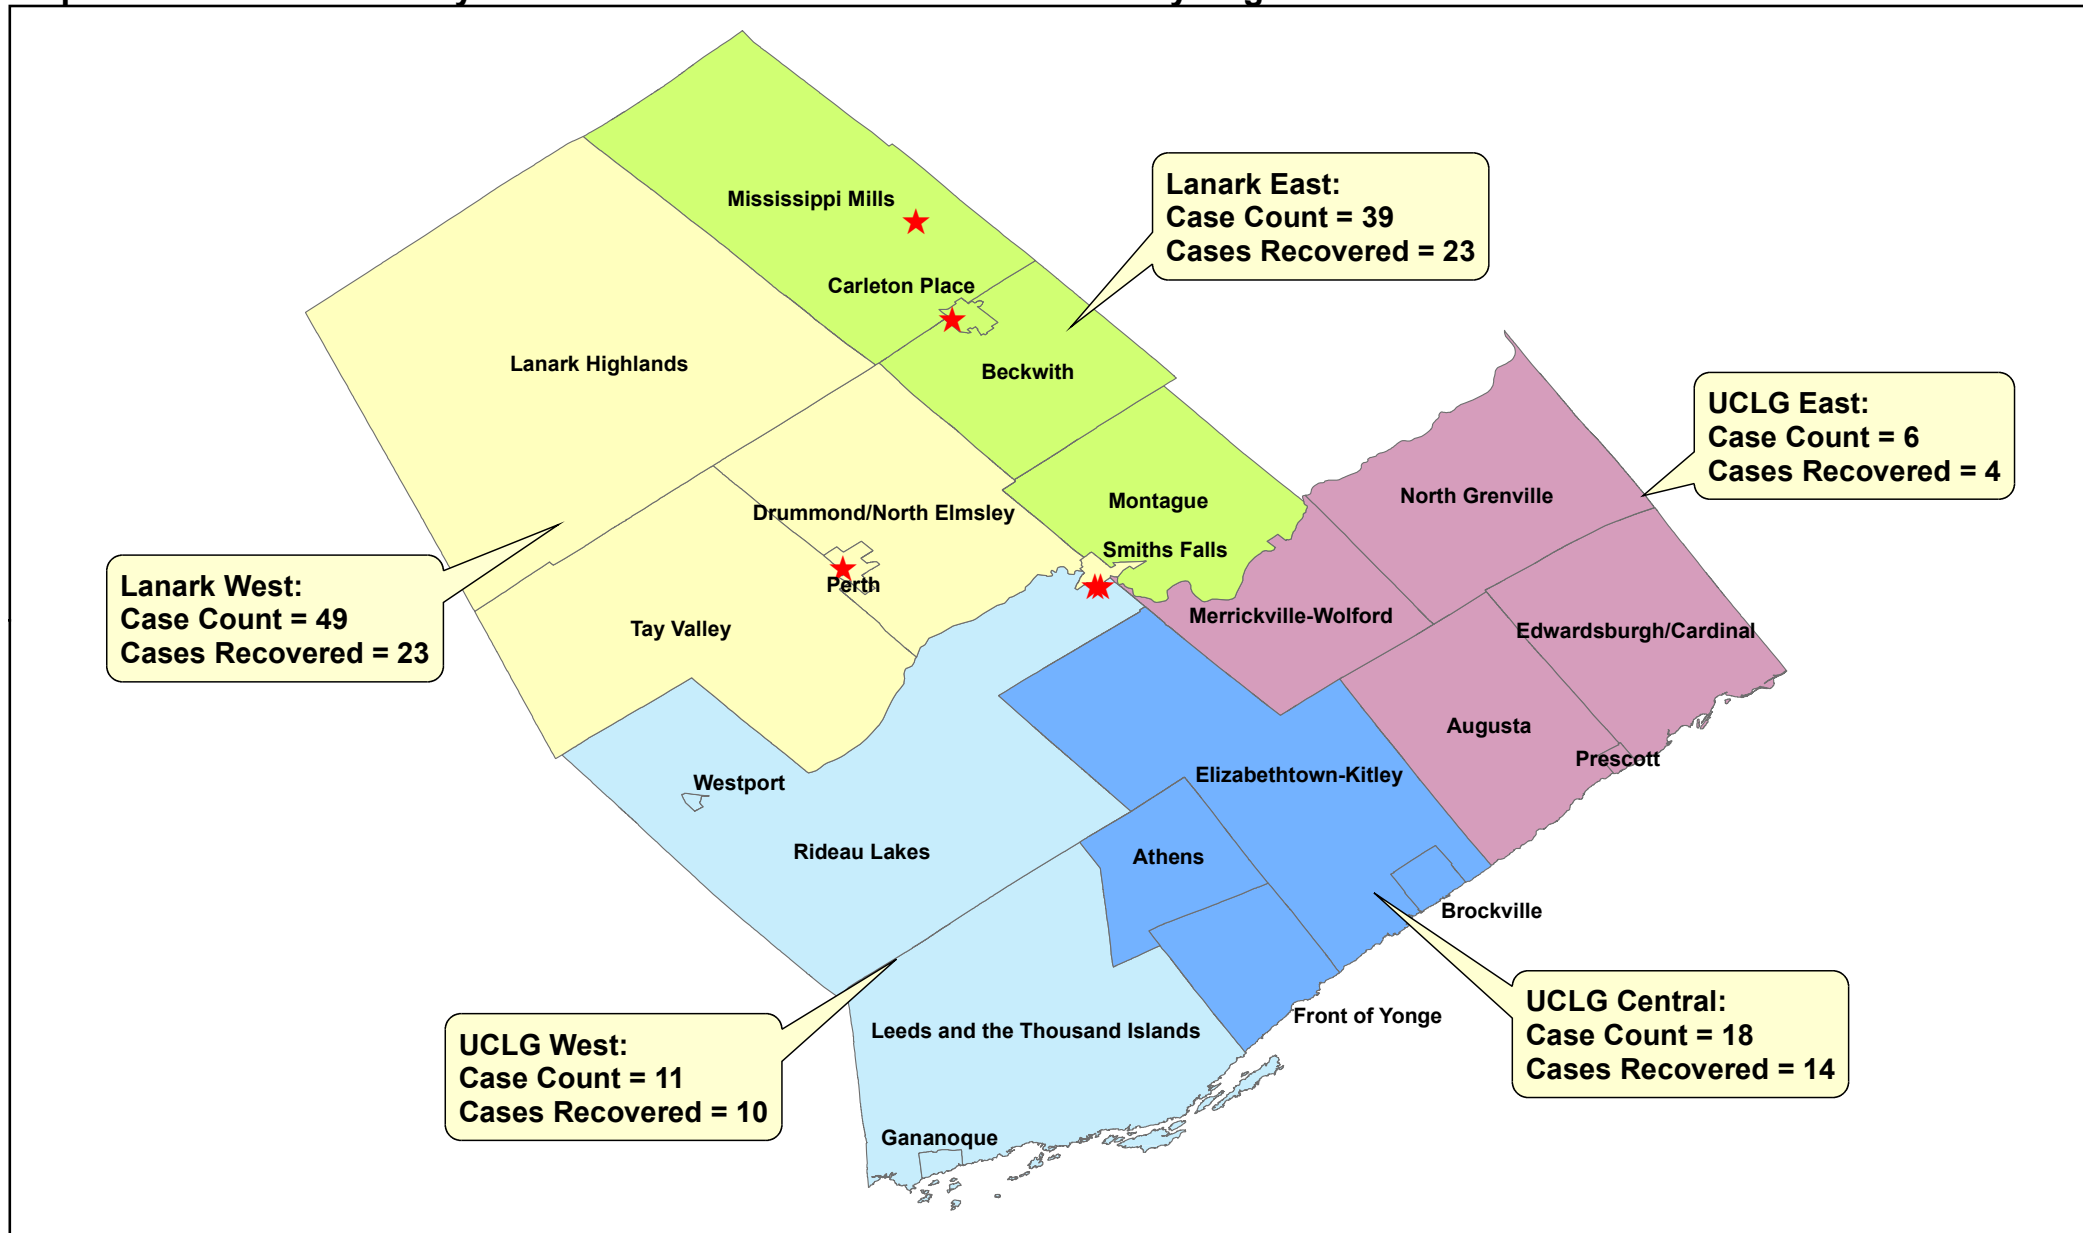 Mississippi Mills
Lanark East:
Case Count = 39
Cases Recovered = 23
Carleton Place
Lanark Highlands
Beckwith
UCLG East:
Case Count = 6
Cases Recovered = 4
North Grenville
Montague
Drummond/North Elmsley
Smiths Falls
Lanark West:
Case Count = 49
Cases Recovered = 23
Perth
Merrickville-Wolford
Tay Valley
Edwardsburgh/Cardinal
Augusta
Prescott
Elizabethtown-Kitley
Westport
Rideau Lakes
Athens
Brockville
UCLG Central:
Case Count = 18
Cases Recovered = 14
Front of Yonge
Leeds and the Thousand Islands
UCLG West:
Case Count = 11
Cases Recovered = 10
Gananoque